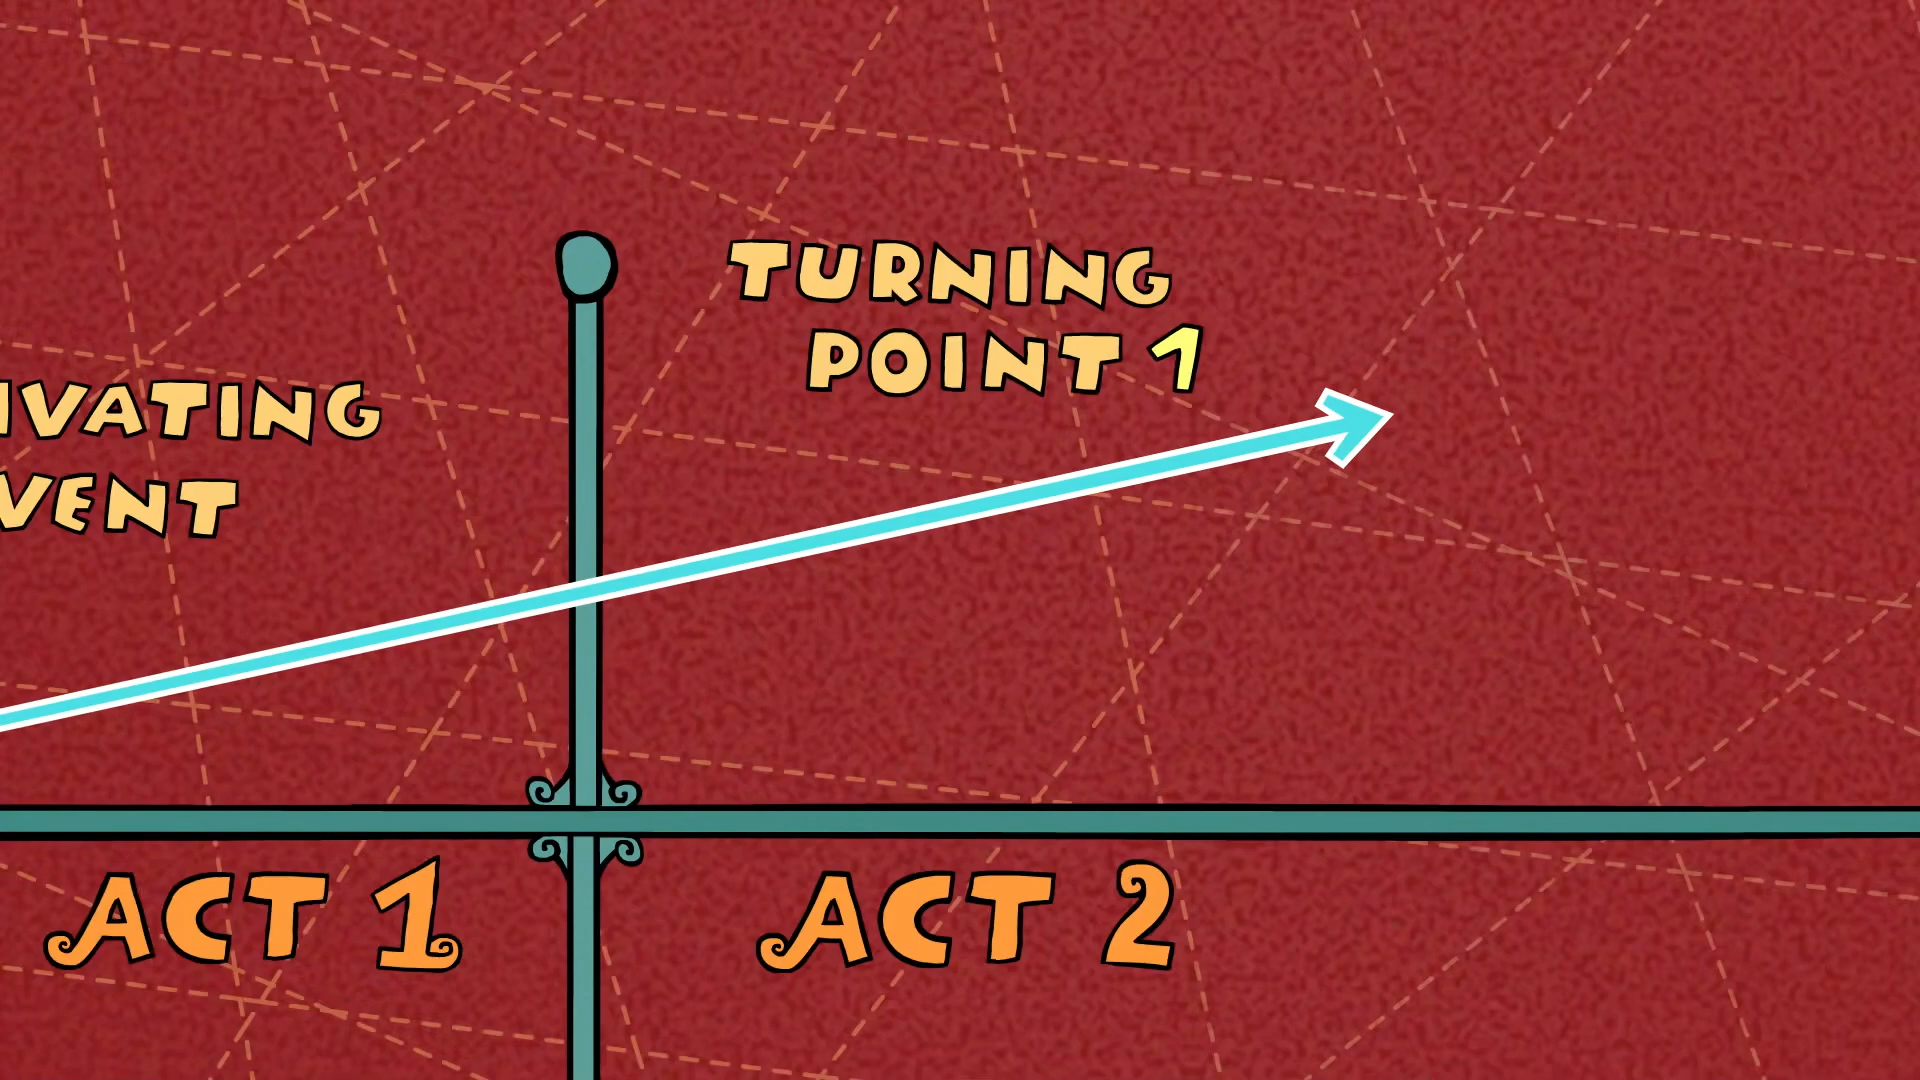 TURNING
POINT 1
IVATING
VENT
ACT 1
ACT 2